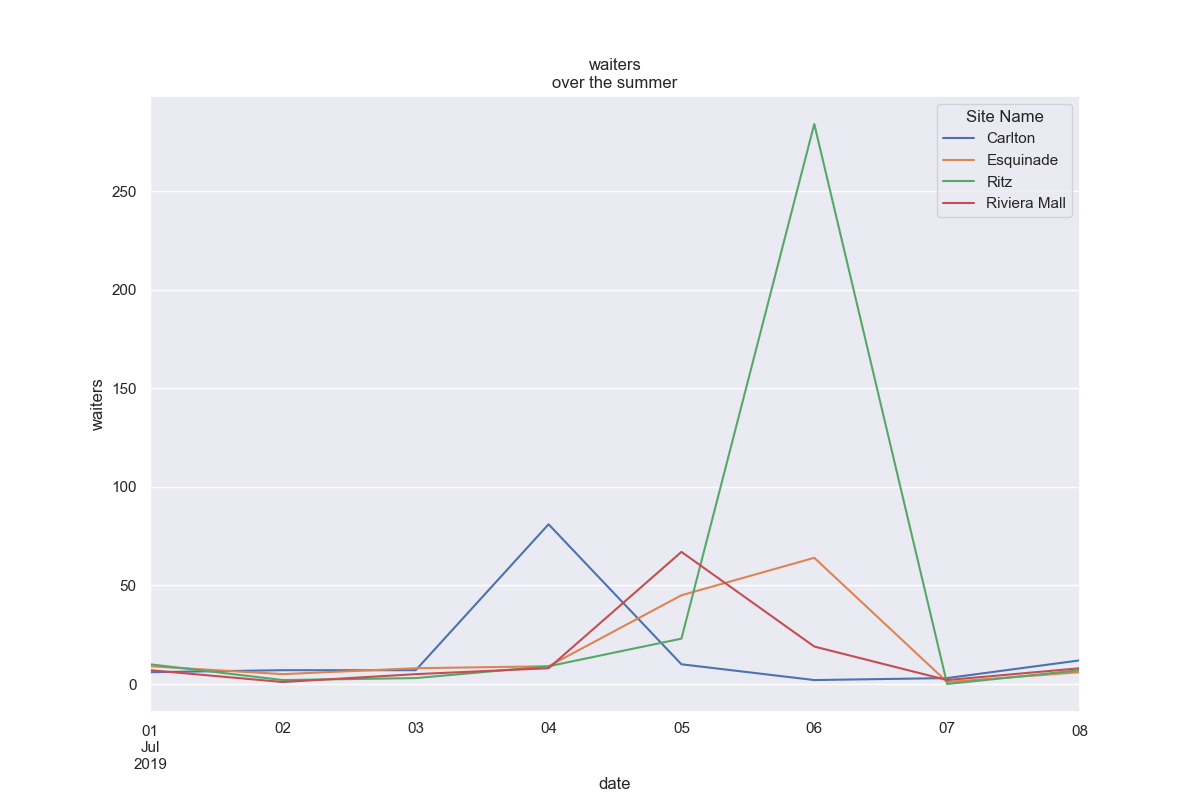 waiters
over the summer
Site Name
Carlton
Esquinade
Ritz
Riviera Mall
waiters
250
200
150
100
50
0
01
Jul
2019
02
03
04
05
06
07
08
date